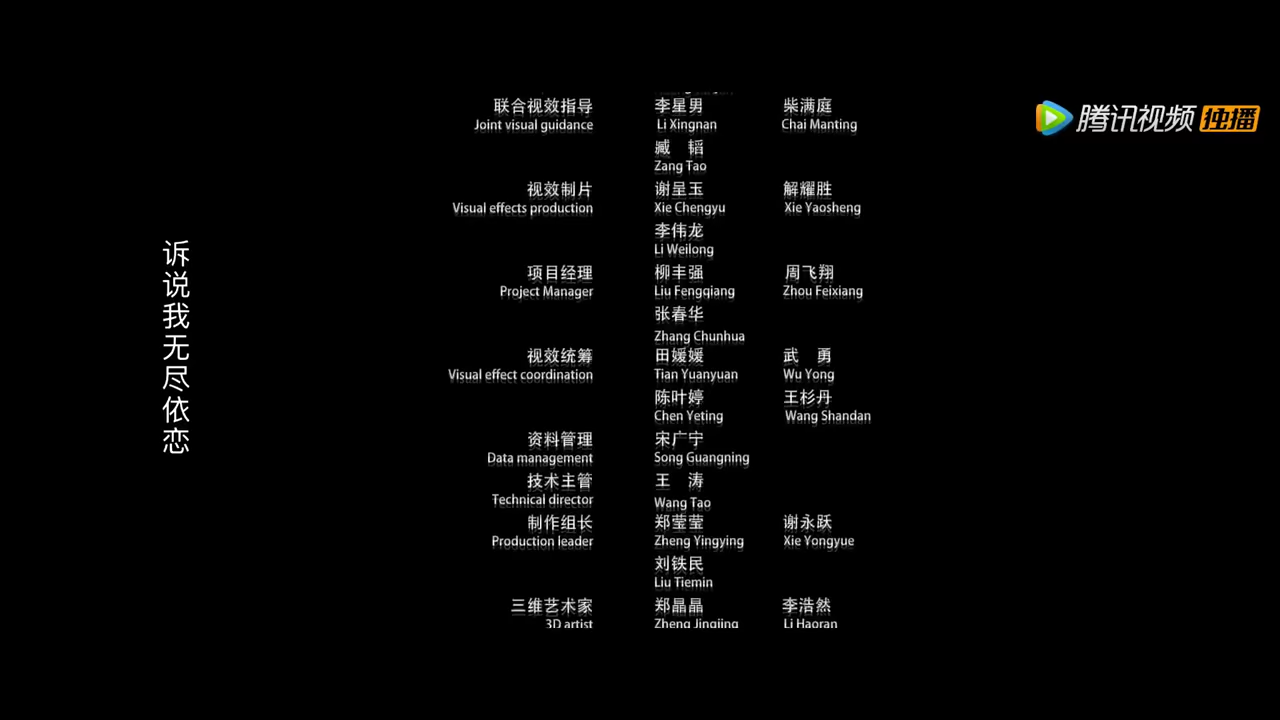 联合视效指导 李星男 柴满庭
Joint visual guidance Li Xingnan Chai Manting
臧 韬
Zang Tao
视效制片 谢呈玉 解耀胜
Visual effects production Xie Chengyu Xie Yaosheng
李伟龙
Li Weilong
项目经理 柳丰强 周飞翔
Project Manager Liu Fengqiang Zhou Feixiang
张春华
Zhang Chunhua
视效统筹 田媛媛 武 勇
Visual effect coordination Tian Yuanyuan Wu Yong
陈叶婷 王杉丹
Chen Yeting Wang Shandan
资料管理 宋广宁
Data management Song Guangning
技术主管 王 涛
Technical director Wang Tao
制作组长 郑莹莹 谢永跃
Production leader Zheng Yingying Xie Yongyue
刘铁民
Liu Tiemin
三维艺术家 郑晶晶 李浩然
3D artist Zheng Jingjing Li Haoran
诉说我无尽依恋
腾讯视频 独播